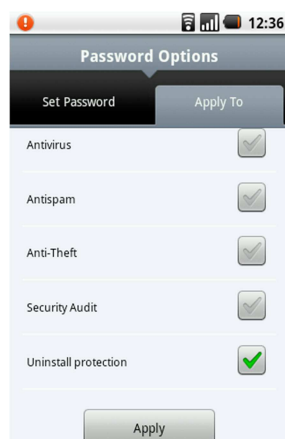 12:36
Password Options
Set Password
Apply To
Antivirus
Antispam
Anti-Theft
Security Audit
Uninstall protection
Apply